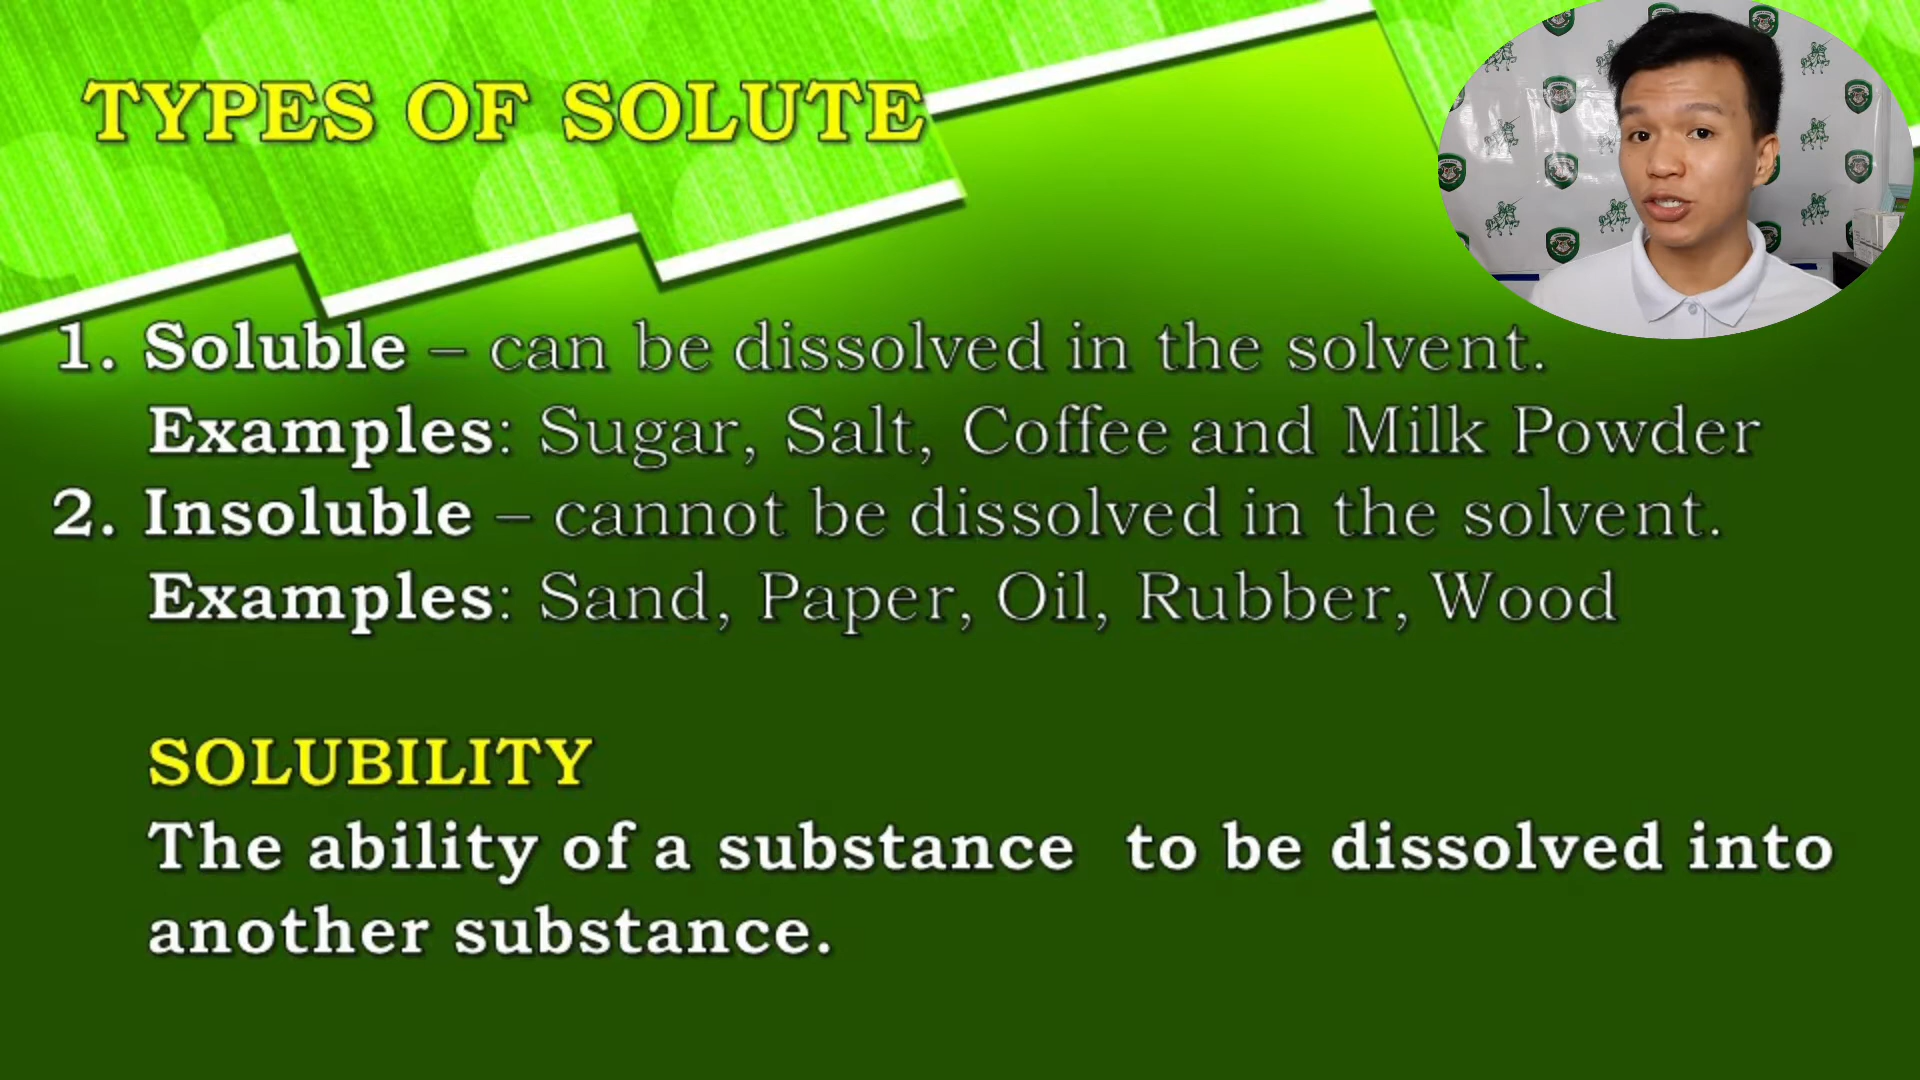 TYPES OF SOLUTE
1. Soluble – can be dissolved in the solvent.
Examples: Sugar, Salt, Coffee and Milk Powder
2. Insoluble – cannot be dissolved in the solvent.
Examples: Sand, Paper, Oil, Rubber, Wood
SOLUBILITY
The ability of a substance  to be dissolved into
another substance.